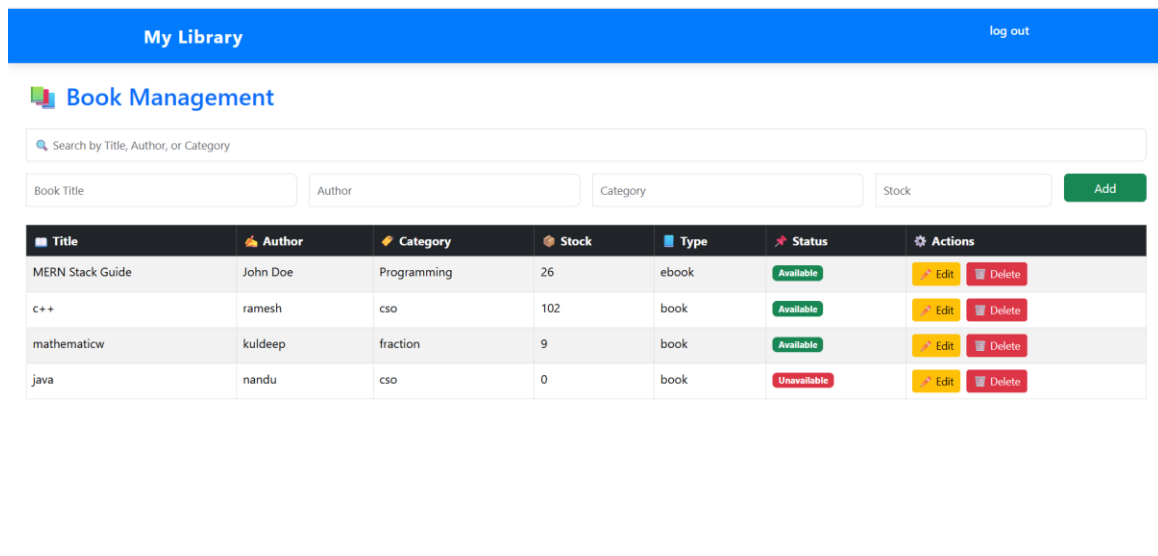 My Library log out
Book Management
Search by Title, Author, or Category
Book Title Author Category Stock Add
Title Author Category Stock Type Status Actions
MERN Stack Guide John Doe Programming 26 ebook Available Edit Delete
c++ ramesh cso 102 book Available Edit Delete
mathematicw kuldeep fraction 9 book Available Edit Delete
java nandu cso 0 book Unavailable Edit Delete